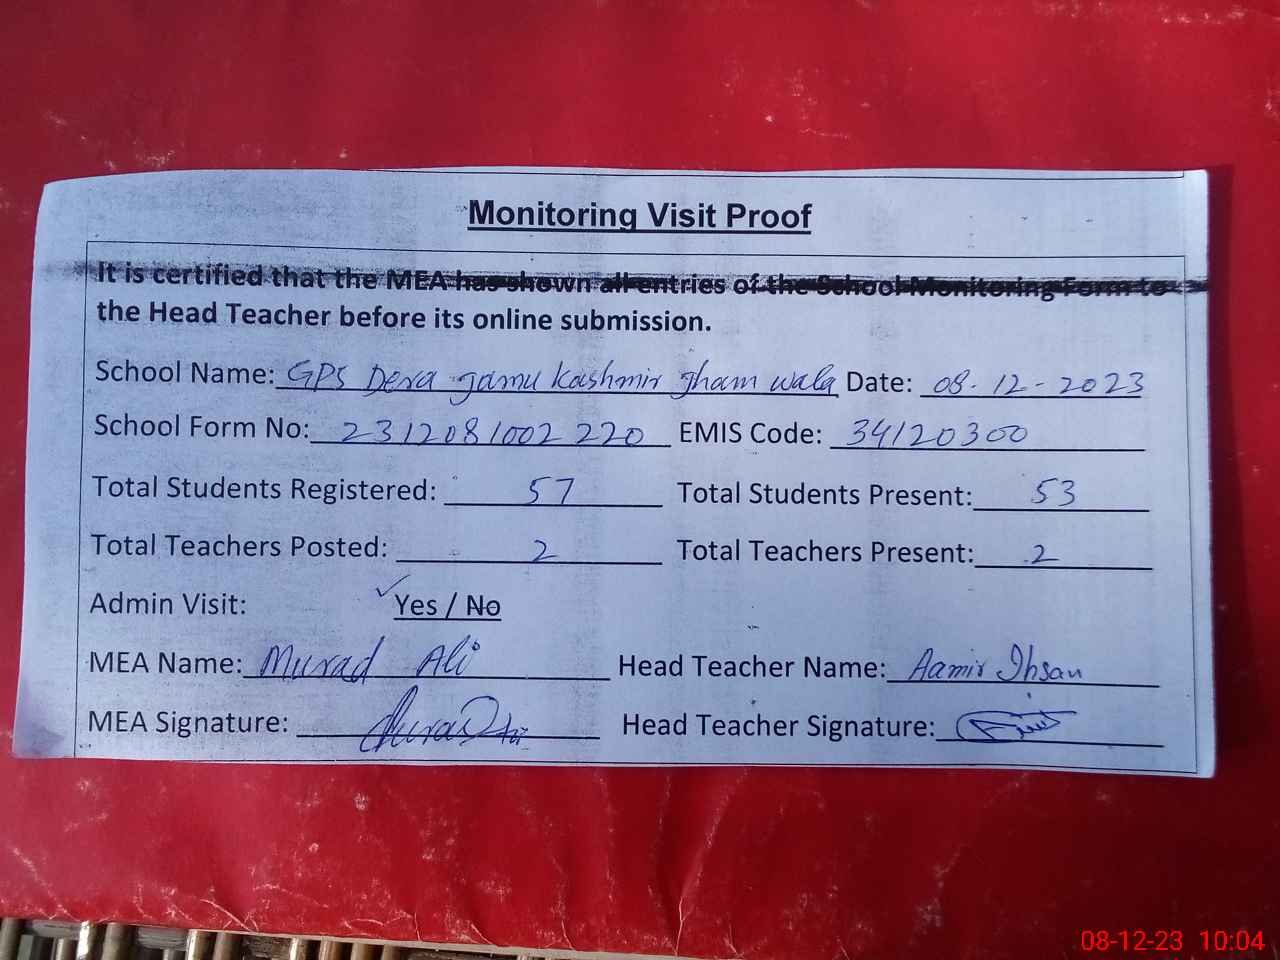 Monitoring Visit Proof
It is certified that the MEA has shown all entries of the School Monitoring Form to
the Head Teacher before its online submission.
School Name: GPS Dera jamu Kashmir Jham wala Date: 08-12-2023
School Form No: 2312081002220 EMIS Code: 34120300
Total Students Registered: 57 Total Students Present: 53
Total Teachers Posted: 2 Total Teachers Present: 2
Admin Visit: ✓Yes / No
MEA Name: Murad Ali Head Teacher Name: Aamir Ihsan
MEA Signature: Head Teacher Signature:
08-12-23 10:04